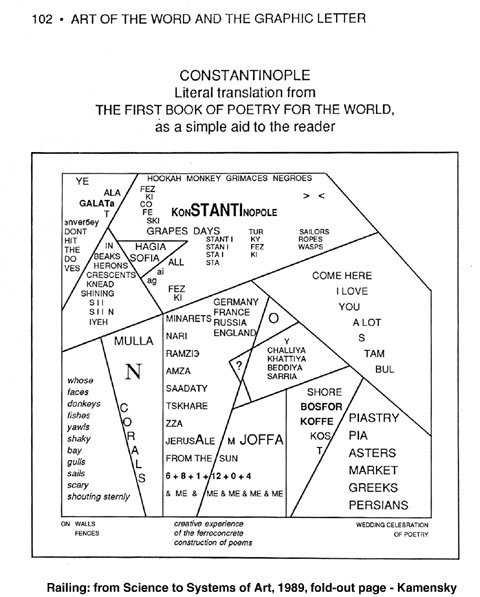 102 • ART OF THE WORD AND THE GRAPHIC LETTER
CONSTANTINOPLE
Literal translation from
THE FIRST BOOK OF POETRY FOR THE WORLD,
as a simple aid to the reader
YE
ALA
GALATa
T
энverбеy
DONT
HIT
THE
DO
VES
HOOKAH MONKEY GRIMACES NEGROES
FEZ
KI
CO
FE
SKI
> <
KONSTANTINOPOLE
GRAPES DAYS
STANT I
STAN I
STA I
STA
TUR
KY
FEZ
KI
SAILORS
ROPES
WASPS
IN
BEAKS
HERONS
CRESCENTS
KNEAD
SHINING
S I I
S I I N
IYEH
HAGIA
SOFIA
ALL
ai
ag
FEZ
KI
COME HERE
I LOVE
YOU
A LOT
S
TAM
BUL
MULLA
N
C
O
R
A
L
S
whose
faces
donkeys
fishes
yawls
shaky
bay
gulls
sails
scary
shouting sternly
MINARETS
NARI
RAMZIЭ
AMZA
SAADATY
TSKHARE
ZZA
JERUSALE M JOFFA
FROM THE SUN
6 + 8 + 1 + 12 + 0 + 4
& ME & ME & ME & ME & ME
GERMANY
FRANCE
RUSSIA
ENGLAND
O
?
Y
CHALLIYA
KHATTIYA
BEDDIYA
SARRIA
SHORE
BOSFOR
KOFFE
KOS
T
PIASTRY
PIA
ASTERS
MARKET
GREEKS
PERSIANS
ON WALLS
FENCES
creative experience
of the ferroconcrete
construction of poems
WEDDING CELEBRATION
OF POETRY
Railing: from Science to Systems of Art, 1989, fold-out page - Kamensky